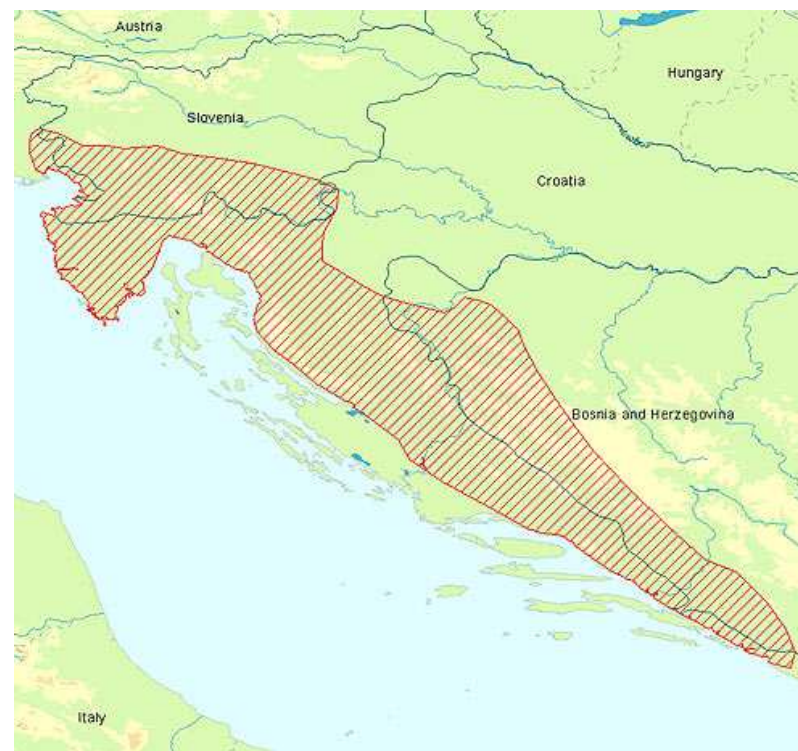 Austria
Hungary
Slovenia
Croatia
Bosnia and Herzegovina
Italy